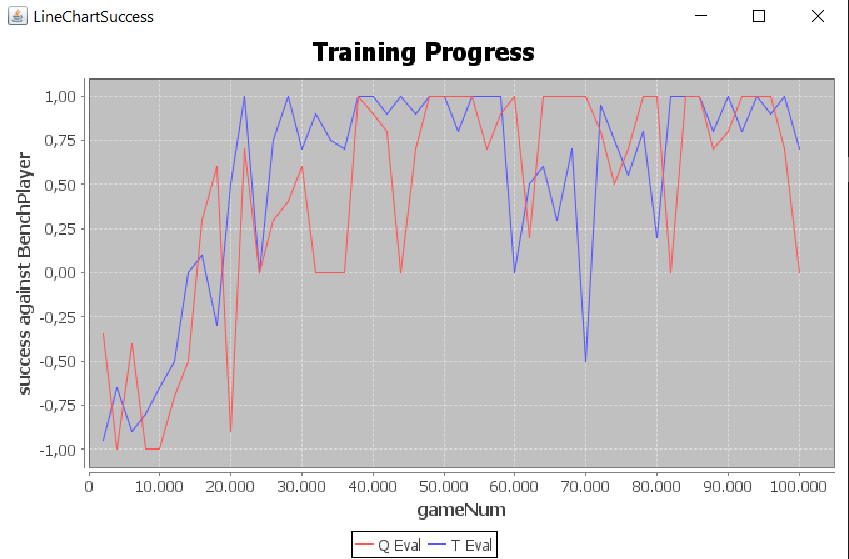 LineChartSuccess
Training Progress
success against BenchPlayer
1,00
0,75
0,50
0,25
0,00
-0,25
-0,50
-0,75
-1,00
0 10.000 20.000 30.000 40.000 50.000 60.000 70.000 80.000 90.000 100.000
gameNum
Q Eval T Eval